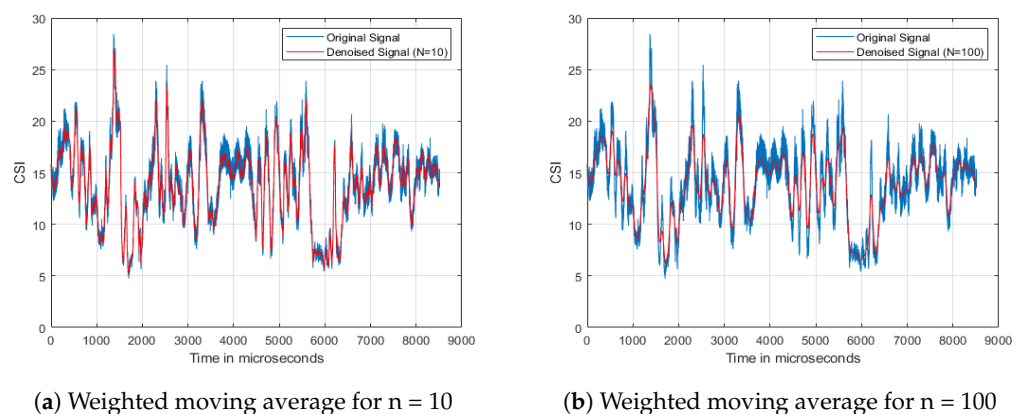 30
25
20
15
10
5
0
CSI
0 1000 2000 3000 4000 5000 6000 7000 8000 9000
Time in microseconds
Original Signal
Denoised Signal (N=10)
(a) Weighted moving average for n = 10
30
25
20
15
10
5
0
CSI
0 1000 2000 3000 4000 5000 6000 7000 8000 9000
Time in microseconds
Original Signal
Denoised Signal (N=100)
(b) Weighted moving average for n = 100